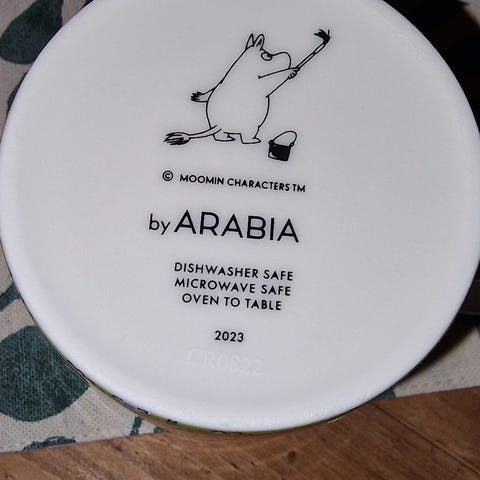 © MOOMIN CHARACTERS TM
by ARABIA
DISHWASHER SAFE
MICROWAVE SAFE
OVEN TO TABLE
2023
CR0822